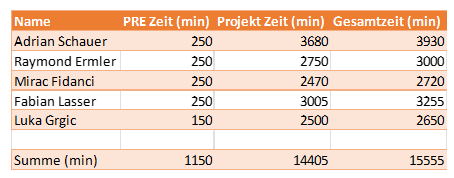 Name PRE Zeit (min) Projekt Zeit (min) Gesamtzeit (min)
Adrian Schauer 250 3680 3930
Raymond Ermler 250 2750 3000
Mirac Fidanci 250 2470 2720
Fabian Lasser 250 3005 3255
Luka Grgic 150 2500 2650
Summe (min) 1150 14405 15555